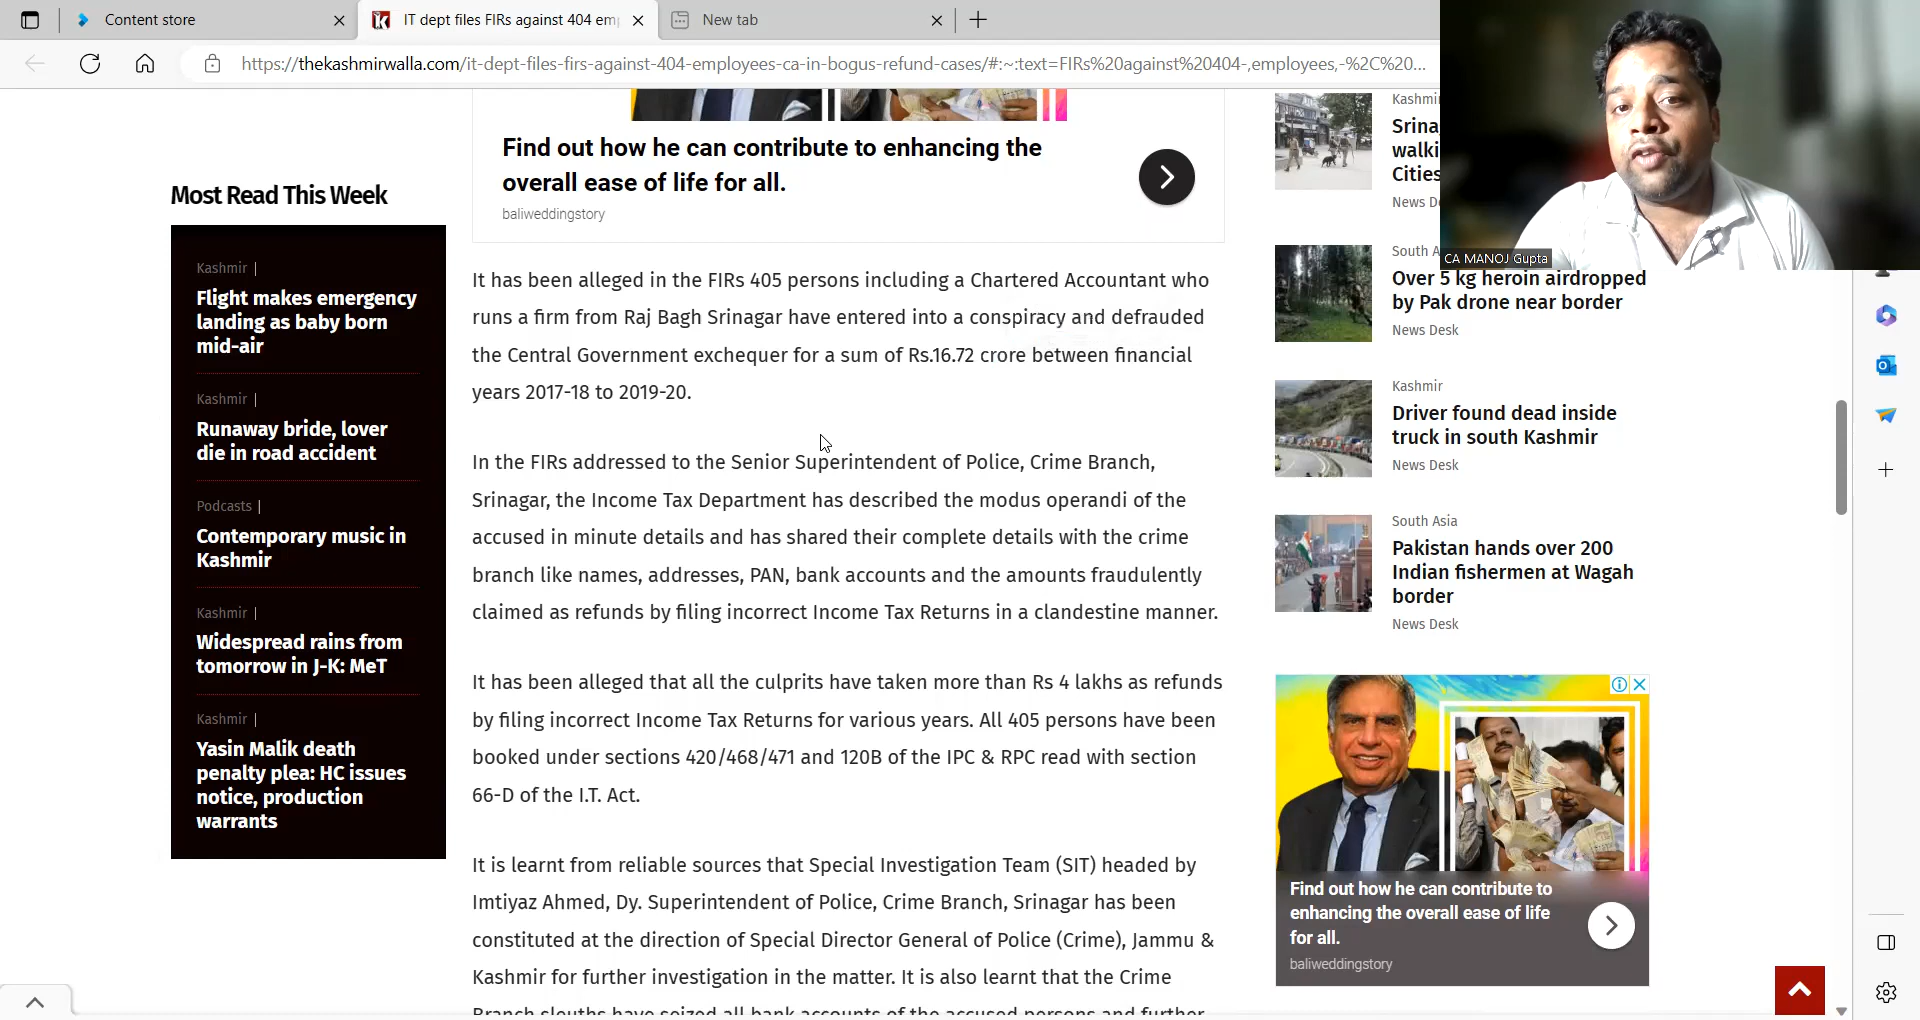 Content store
IT dept files FIRs against 404 em
New tab
https://thekashmirwalla.com/it-dept-files-firs-against-404-employees-ca-in-bogus-refund-cases/#:~:text=FIRs%20against%20404-,employees,-%2C%20...
Most Read This Week
Kashmir |
Flight makes emergency
landing as baby born
mid-air
Kashmir |
Runaway bride, lover
die in road accident
Podcasts |
Contemporary music in
Kashmir
Kashmir |
Widespread rains from
tomorrow in J-K: MeT
Kashmir |
Yasin Malik death
penalty plea: HC issues
notice, production
warrants
Find out how he can contribute to enhancing the
overall ease of life for all.
baliweddingstory
It has been alleged in the FIRs 405 persons including a Chartered Accountant who
runs a firm from Raj Bagh Srinagar have entered into a conspiracy and defrauded
the Central Government exchequer for a sum of Rs.16.72 crore between financial
years 2017-18 to 2019-20.
In the FIRs addressed to the Senior Superintendent of Police, Crime Branch,
Srinagar, the Income Tax Department has described the modus operandi of the
accused in minute details and has shared their complete details with the crime
branch like names, addresses, PAN, bank accounts and the amounts fraudulently
claimed as refunds by filing incorrect Income Tax Returns in a clandestine manner.
It has been alleged that all the culprits have taken more than Rs 4 lakhs as refunds
by filing incorrect Income Tax Returns for various years. All 405 persons have been
booked under sections 420/468/471 and 120B of the IPC & RPC read with section
66-D of the I.T. Act.
It is learnt from reliable sources that Special Investigation Team (SIT) headed by
Imtiyaz Ahmed, Dy. Superintendent of Police, Crime Branch, Srinagar has been
constituted at the direction of Special Director General of Police (Crime), Jammu &
Kashmir for further investigation in the matter. It is also learnt that the Crime
Branch sleuths have seized all bank accounts of the accused persons and further
Kashmir
Srina
walki
Cities
News De
CA MANOJ Gupta
South A
Over 5 kg heroin airdropped
by Pak drone near border
News Desk
Kashmir
Driver found dead inside
truck in south Kashmir
News Desk
South Asia
Pakistan hands over 200
Indian fishermen at Wagah
border
News Desk
Find out how he can contribute to
enhancing the overall ease of life
for all.
baliweddingstory